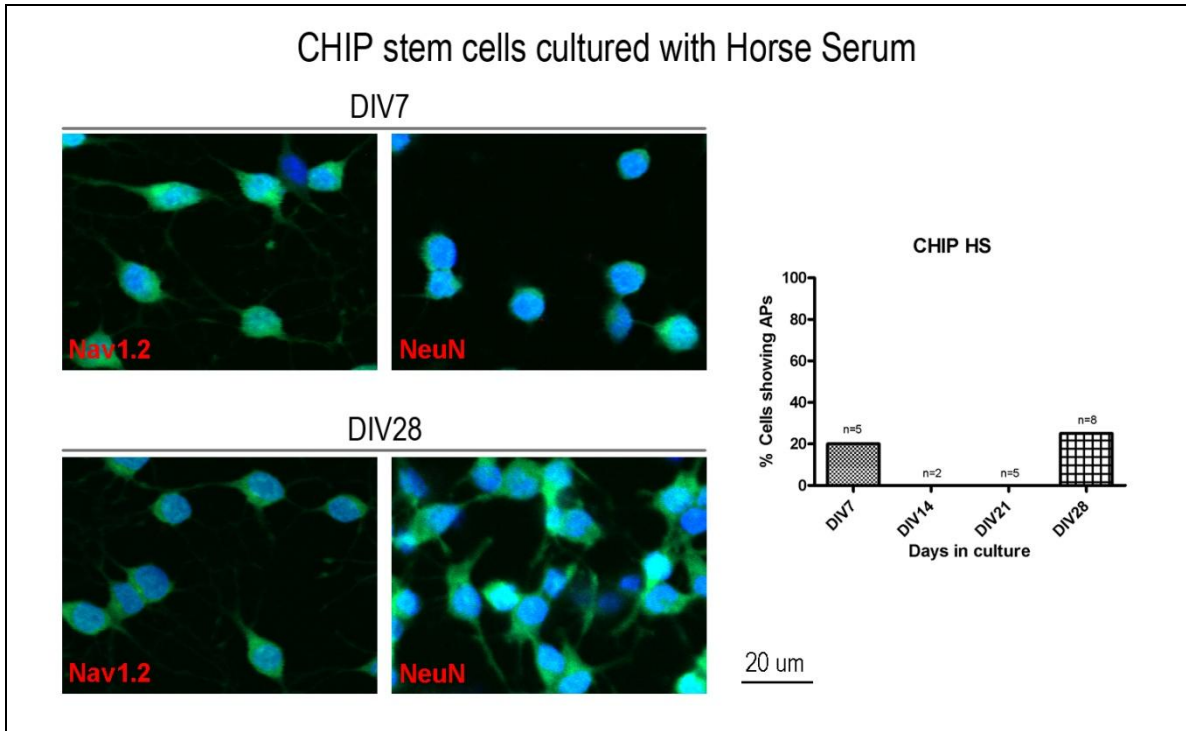 CHIP stem cells cultured with Horse Serum
DIV7
Nav1.2
NeuN
DIV28
Nav1.2
NeuN
CHIP HS
% Cells showing APs
100
80
60
40
20
0
n=5
n=2
n=5
n=8
DIV7
DIV14
DIV21
DIV28
Days in culture
20 um